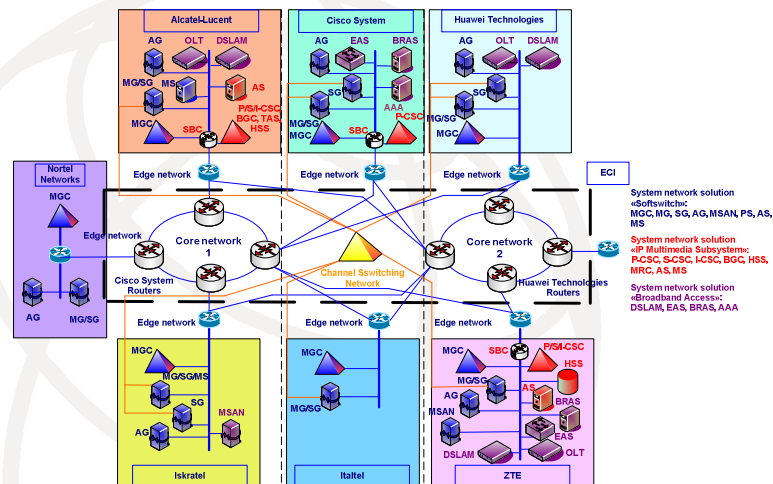 Alcatel-Lucent
AG
OLT
DSLAM
MG/SG
MS
AS
P/S/I-CSC,
BGC, TAS,
HSS
MGC
SBC
Cisco System
AG
EAS
BRAS
SG
AAA
P-CSC
MG/SG
MGC
SBC
Huawei Technologies
AG
OLT
DSLAM
SG
MG/SG
MGC
Nortel
Networks
MGC
AG
MG/SG
Edge network
Edge network
Edge network
Edge network
ECI
Core network
1
Cisco System
Routers
Channel Sswitching
Network
Core network
2
Huawei Technologies
Routers
System network solution
«Softswitch»:
MGC, MG, SG, AG, MSAN, PS, AS,
MS
System network solution
«IP Multimedia Subsystem»:
P-CSC, S-CSC, I-CSC, BGC, HSS,
MRC, AS, MS
System network solution
«Broadband Access»:
DSLAM, EAS, BRAS, AAA
Edge network
Edge network
Edge network
MGC
MG/SG/MS
SG
MSAN
AG
Iskratel
MGC
MG/SG
Italtel
SBC
P/S/I-CSC
MGC
HSS
MG/SG
AS
AG
BRAS
MSAN
EAS
DSLAM
OLT
ZTE